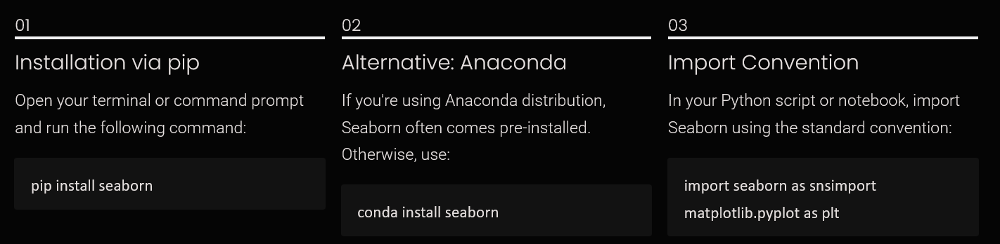 01
Installation via pip
Open your terminal or command prompt
and run the following command:
pip install seaborn
02
Alternative: Anaconda
If you're using Anaconda distribution,
Seaborn often comes pre-installed.
Otherwise, use:
conda install seaborn
03
Import Convention
In your Python script or notebook, import
Seaborn using the standard convention:
import seaborn as snsimport
matplotlib.pyplot as plt